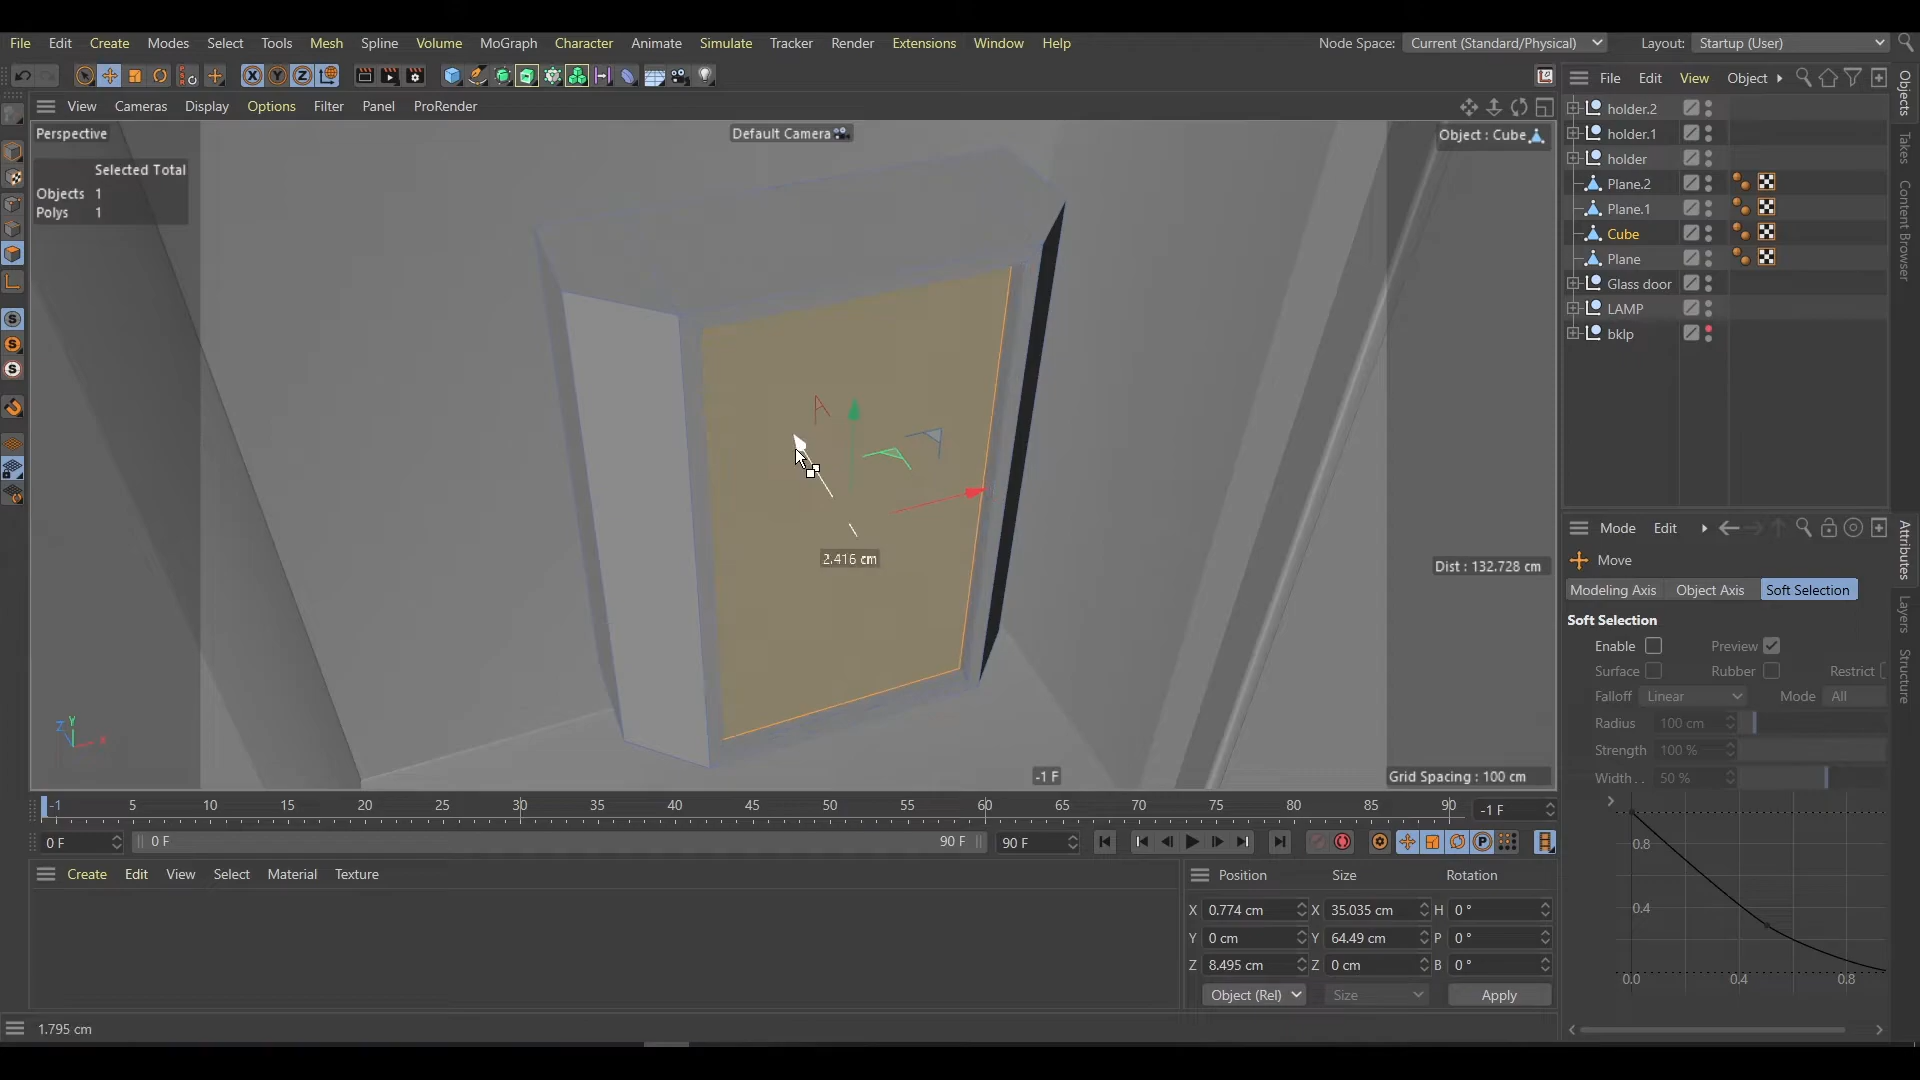 File Edit Create Modes Select Tools Mesh Spline Volume MoGraph Character Animate Simulate Tracker Render Extensions Window Help Node Space: Current (Standard/Physical) Layout: Startup (User)
X Y Z
View Cameras Display Options Filter Panel ProRender
File Edit View Object
Perspective
Default Camera
Object : Cube
Selected Total
Objects 1
Polys 1
holder.2
holder.1
holder
Plane.2
Plane.1
Cube
Plane
Glass door
LAMP
bklp
Objects
Takes
Content Browser
S
S
S
2.416 cm
Dist : 132.728 cm
Y
Z X
-1 F
Grid Spacing : 100 cm
Mode Edit
Move
Modeling Axis Object Axis Soft Selection
Soft Selection
Enable Preview
Surface Rubber Restrict
Falloff Linear Mode All
Radius 100 cm
Strength 100 %
Width . . 50 %
0.8
0.4
0.0 0.4 0.8
Attributes
Layers
Structure
-1 5 10 15 20 25 30 35 40 45 50 55 60 65 70 75 80 85 90 -1 F
0 F 0 F 90 F 90 F P
Create Edit View Select Material Texture
Position Size Rotation
X 0.774 cm X 35.035 cm H 0 °
Y 0 cm Y 64.49 cm P 0 °
Z 8.495 cm Z 0 cm B 0 °
Object (Rel) Size Apply
1.795 cm